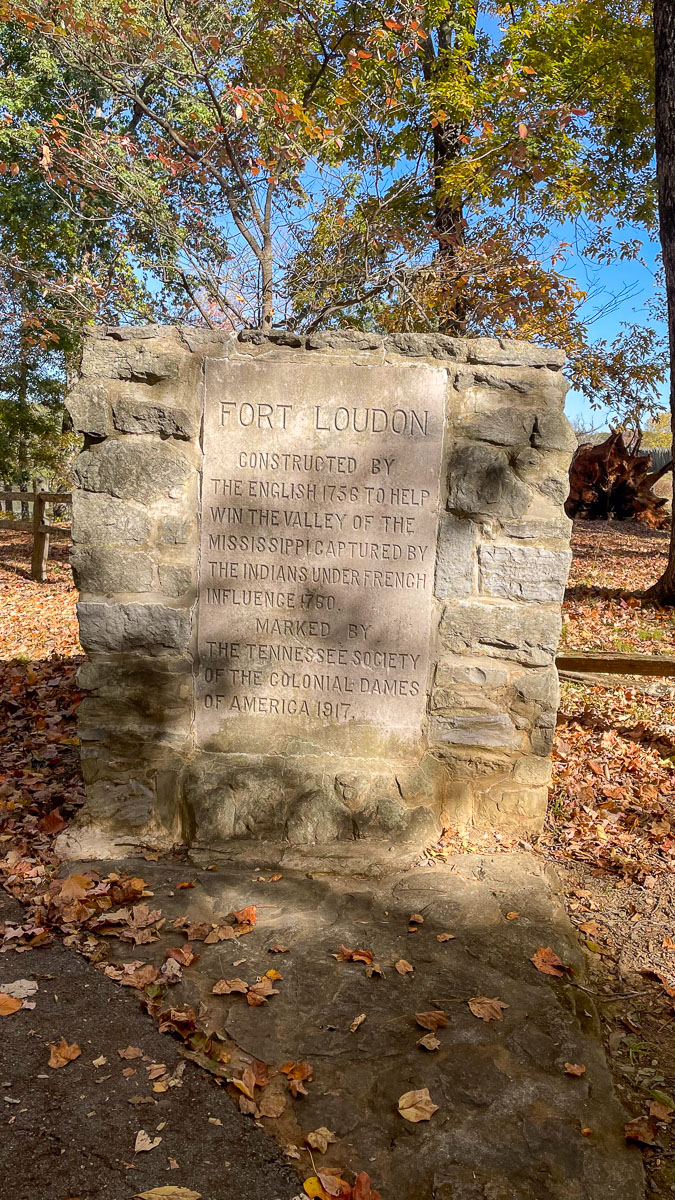 FORT LOUDON
CONSTRUCTED BY
THE ENGLISH 1756 TO HELP
WIN THE VALLEY OF THE
MISSISSIPPI. CAPTURED BY
THE INDIANS UNDER FRENCH
INFLUENCE 1760.
MARKED BY
THE TENNESSEE SOCIETY
OF THE COLONIAL DAMES
OF AMERICA 1917.